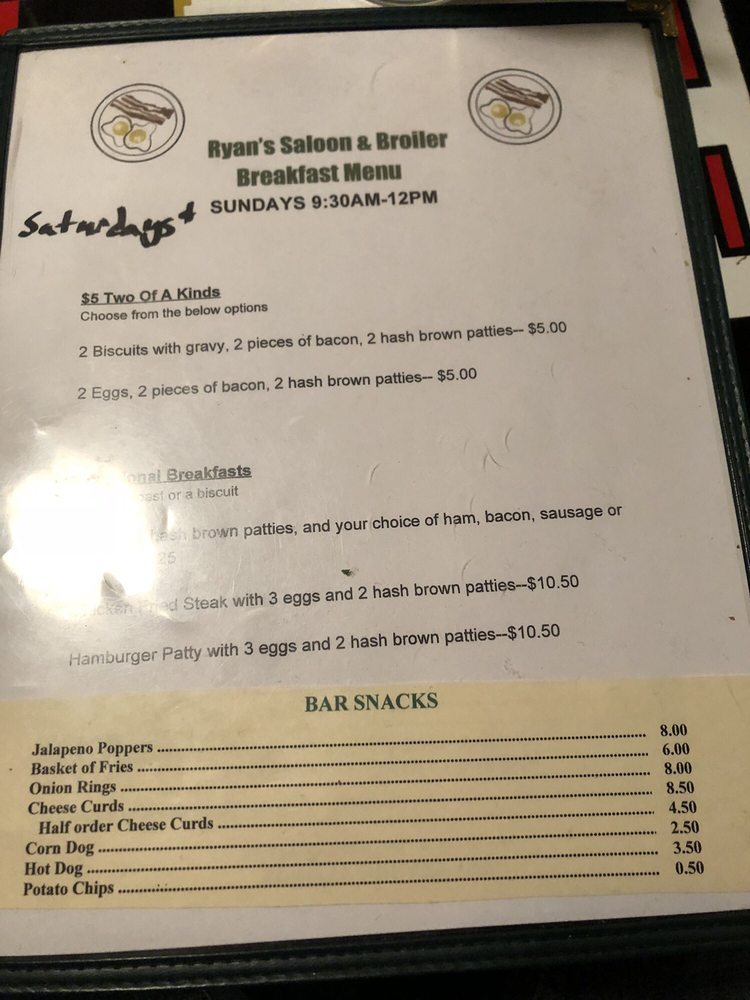 Ryan's Saloon & Broiler
Breakfast Menu
Saturdays +
SUNDAYS 9:30AM-12PM
$5 Two Of A Kinds
Choose from the below options
2 Biscuits with gravy, 2 pieces of bacon, 2 hash brown patties-- $5.00
2 Eggs, 2 pieces of bacon, 2 hash brown patties-- $5.00
Breakfasts
or a biscuit
hash brown patties, and your choice of ham, bacon, sausage or
Chicken Fried Steak with 3 eggs and 2 hash brown patties--$10.50
Hamburger Patty with 3 eggs and 2 hash brown patties--$10.50
BAR SNACKS
Jalapeno Poppers 8.00
Basket of Fries 6.00
Onion Rings 8.00
Cheese Curds 8.50
Half order Cheese Curds 4.50
Corn Dog 2.50
Hot Dog 3.50
Potato Chips 0.50